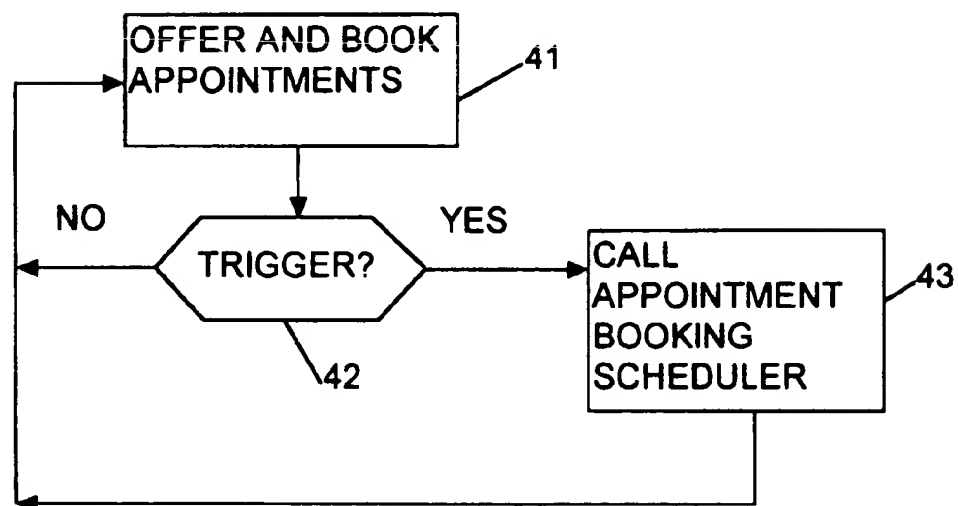 OFFER AND BOOK
APPOINTMENTS
41
NO
YES
TRIGGER?
CALL
APPOINTMENT
BOOKING
SCHEDULER
43
42